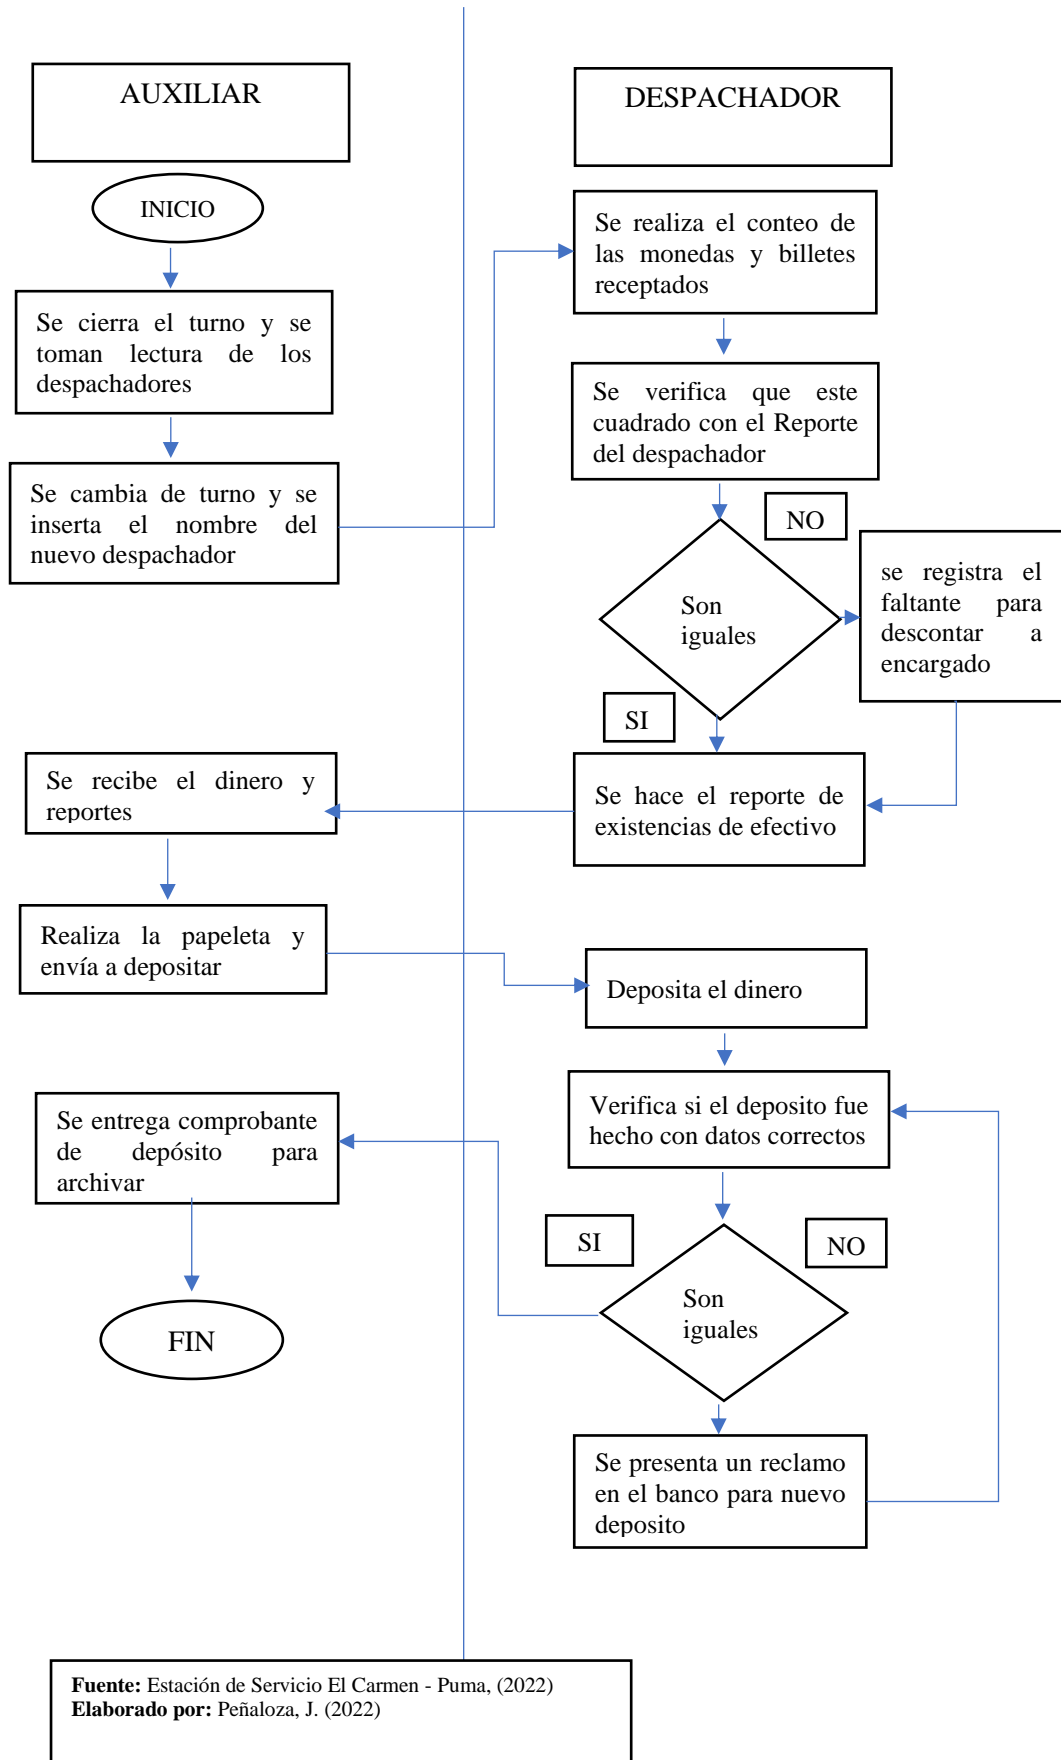 AUXILIAR
INICIO
Se cierra el turno y se
toman lectura de los
despachadores
Se cambia de turno y se
inserta el nombre del
nuevo despachador
DESPACHADOR
Se realiza el conteo de
las monedas y billetes
receptados
Se verifica que este
cuadrado con el Reporte
del despachador
NO
Son
iguales
se registra el
faltante para
descontar a
encargado
SI
Se hace el reporte de
existencias de efectivo
Se recibe el dinero y
reportes
Realiza la papeleta y
envía a depositar
Deposita el dinero
Verifica si el deposito fue
hecho con datos correctos
SI
NO
Son
iguales
Se presenta un reclamo
en el banco para nuevo
deposito
Se entrega comprobante
de depósito para
archivar
FIN
Fuente: Estación de Servicio El Carmen - Puma, (2022)
Elaborado por: Peñaloza, J. (2022)